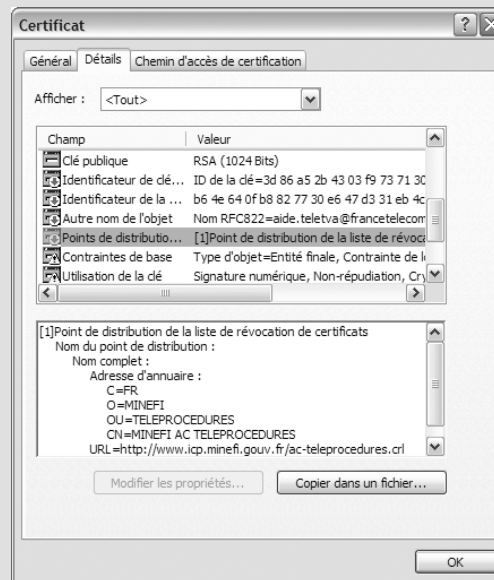 Certificat
Général Détails Chemin d'accès de certification
Afficher : <Tout>
Champ Valeur
Clé publique RSA (1024 Bits)
Identificateur de clé... ID de la clé=3d 86 a5 2b 43 03 f9 73 71 30
Identificateur de la ... b6 4e 64 0f b8 82 77 30 e6 47 d3 31 eb 4c
Autre nom de l'objet Nom RFC822=aide.teletva@francetelecom
Points de distributio... [1]Point de distribution de la liste de révoca
Contraintes de base Type d'objet=Entité finale, Contrainte de l
Utilisation de la clé Signature numérique, Non-répudiation, Cry
[1]Point de distribution de la liste de révocation de certificats
Nom du point de distribution :
Nom complet :
Adresse d'annuaire :
C=FR
O=MINEFI
OU=TELEPROCEDURES
CN=MINEFI AC TELEPROCEDURES
URL=http://www.icp.minefi.gouv.fr/ac-teleprocedures.crl
Modifier les propriétés... Copier dans un fichier...
OK